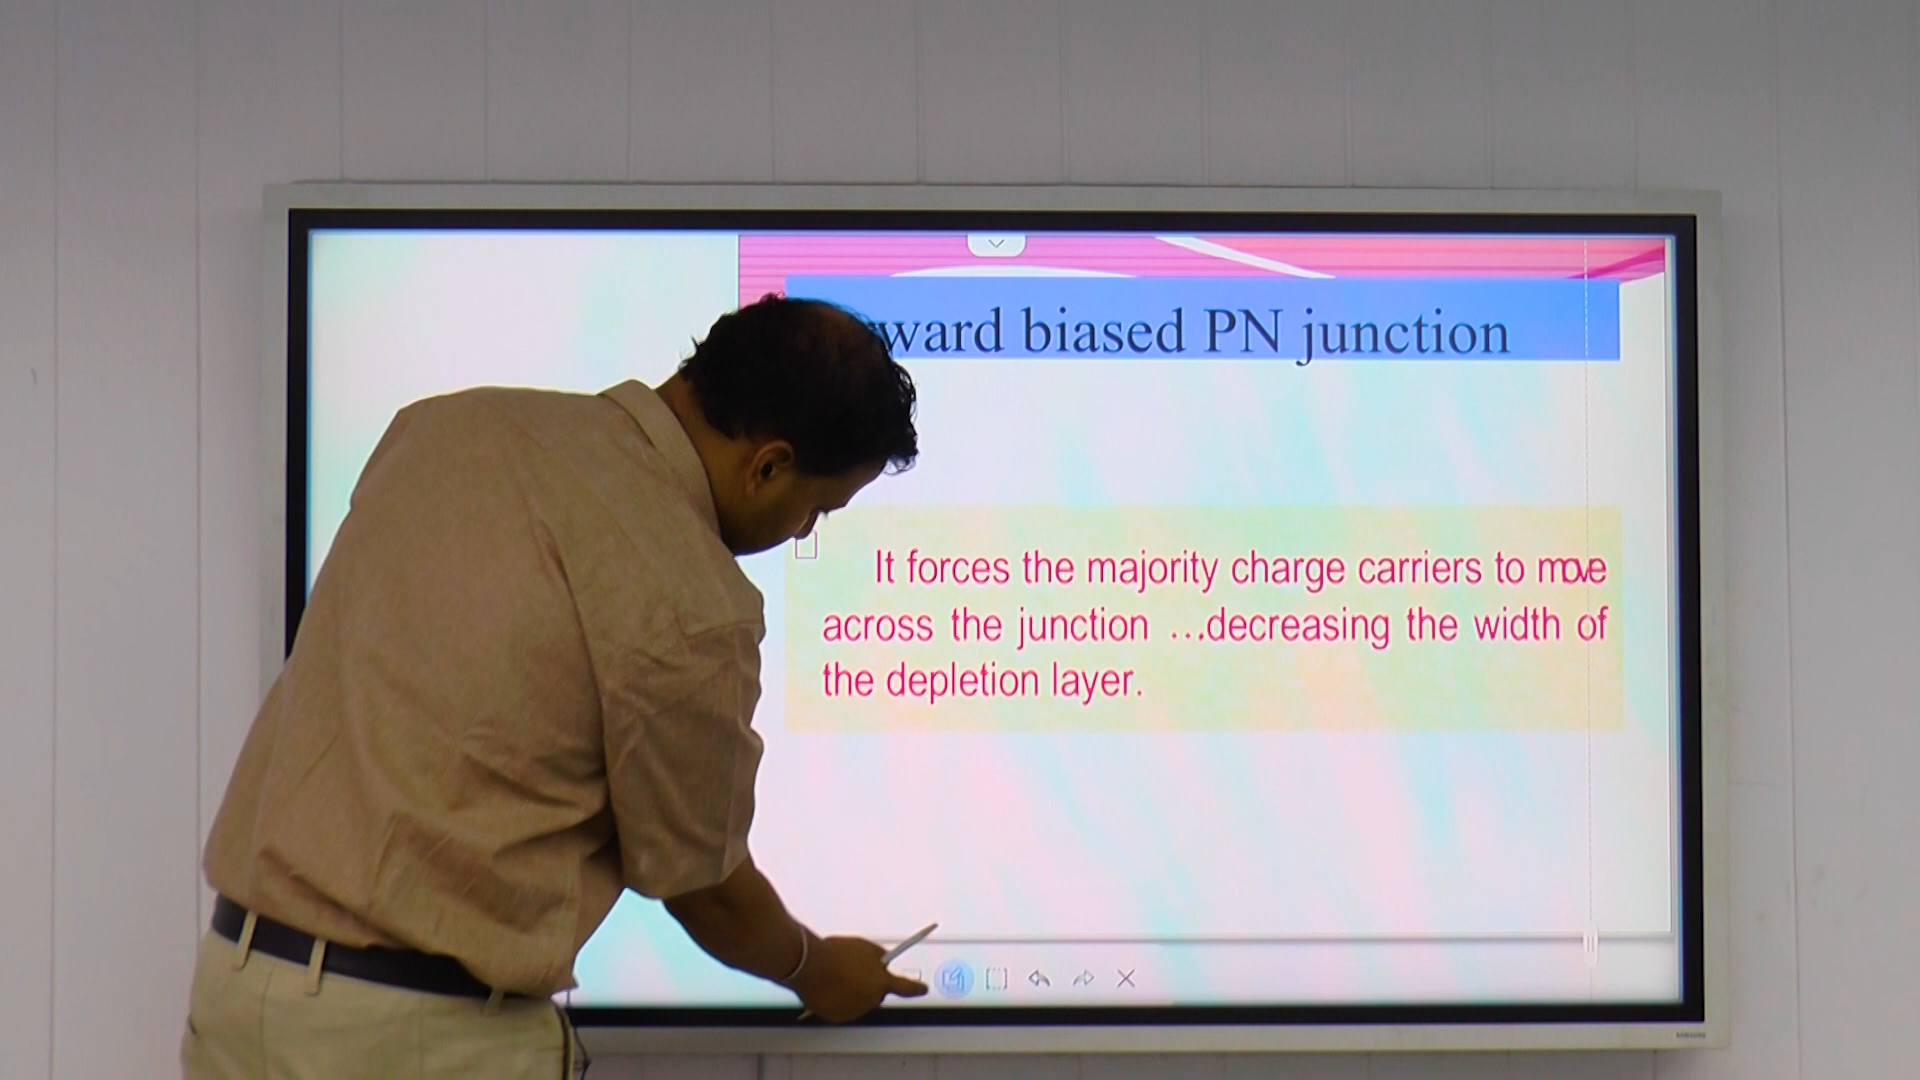 ward biased PN junction
It forces the majority charge carriers to move
across the junction ...decreasing the width of
the depletion layer.